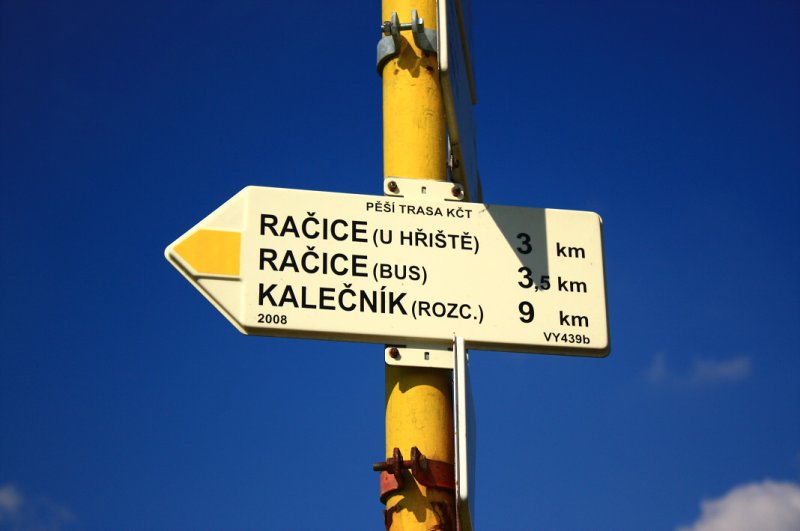 PĚŠÍ TRASA KČT
RAČICE (U HŘIŠTĚ) 3 km
RAČICE (BUS) 3,5 km
KALEČNÍK (ROZC.) 9 km
2008 VY439b